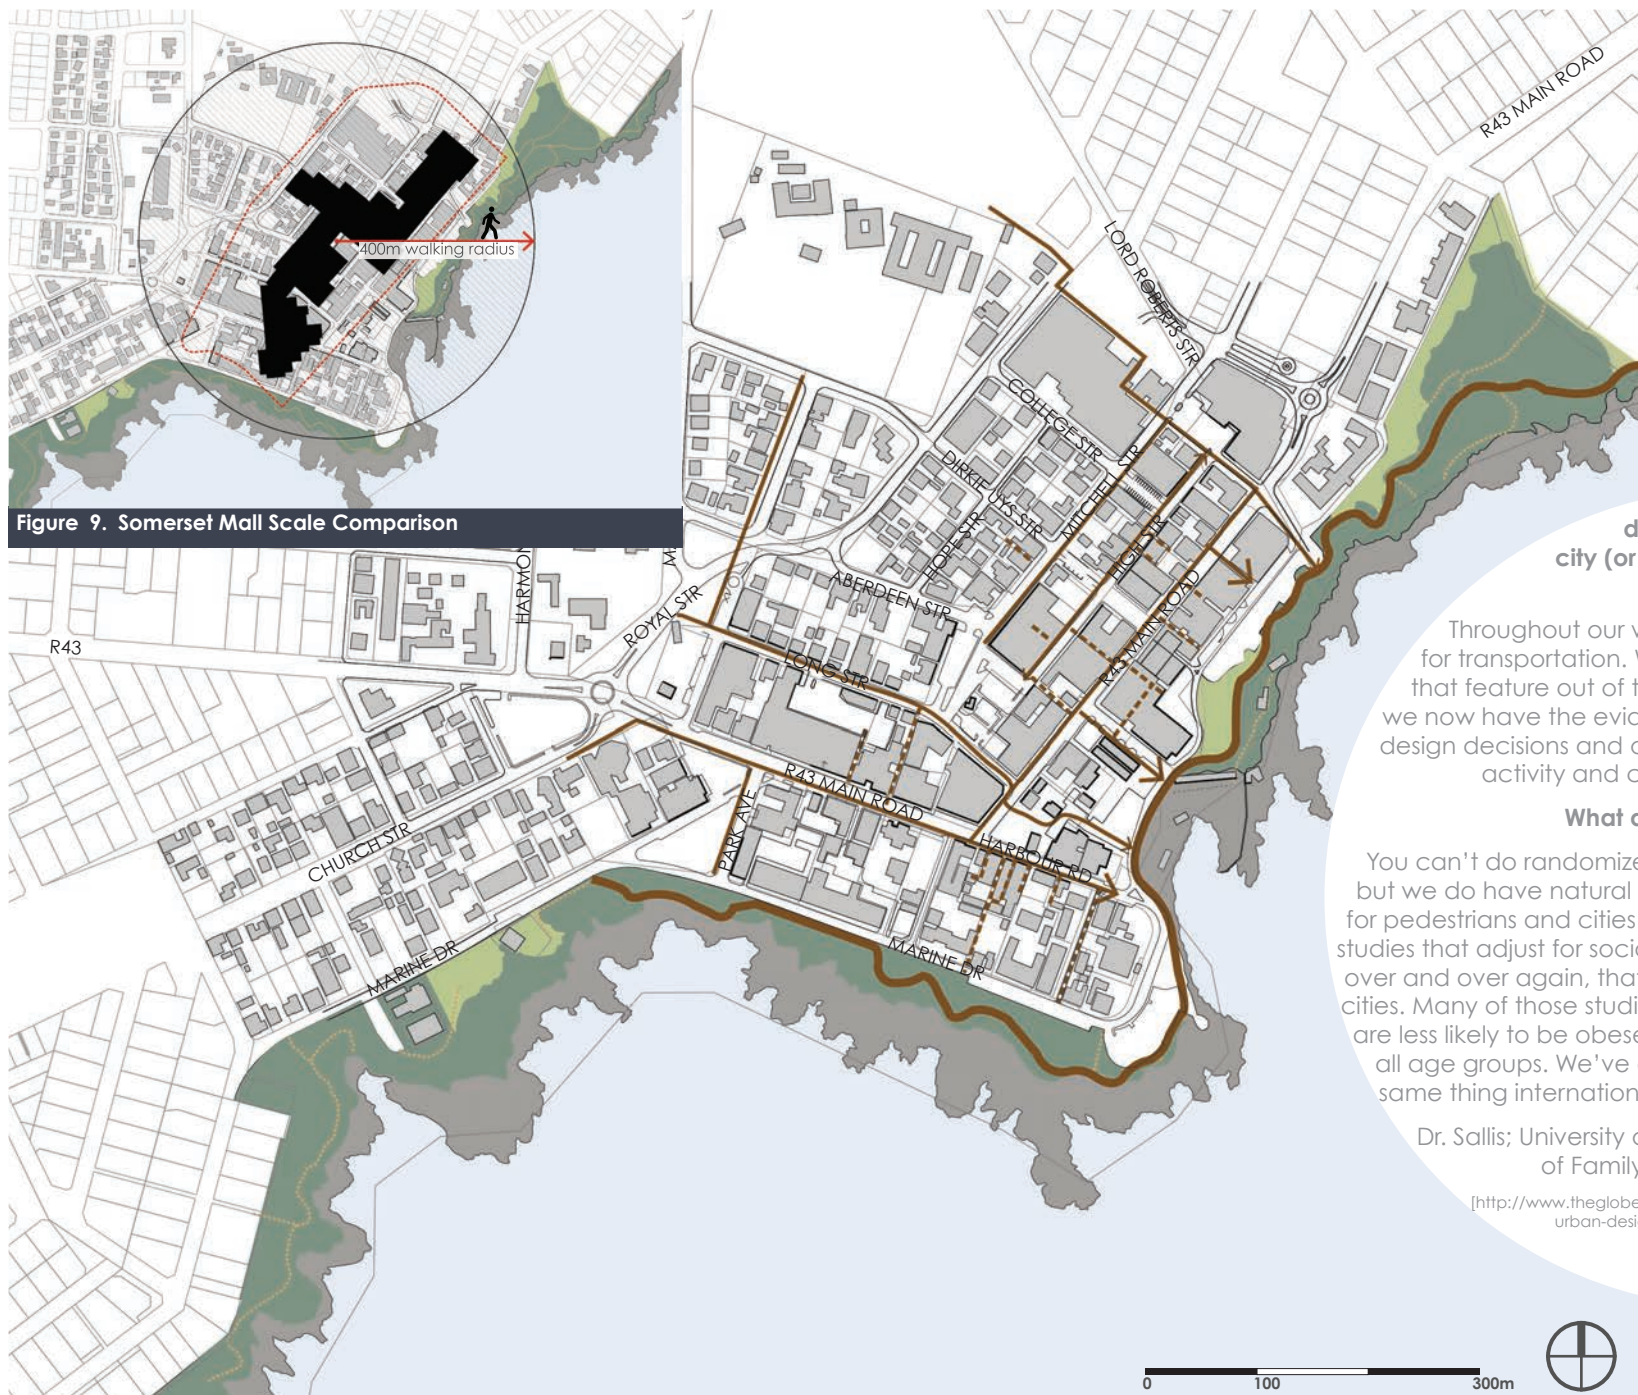 400m walking radius
Figure 9. Somerset Mall Scale Comparison
R43 MAIN ROAD
LORD ROBERTS STR
COLLEGE STR
DIRKIE UYS STR
MITCHELL STR
HOPE STR
HIGH STR
ABERDEEN STR
R43 MAIN ROAD
HARMON
ROYAL STR
R43
LONG STR
R43 MAIN ROAD
PARK AVE
HARBOUR RD
CHURCH STR
MARINE DR
MARINE DR
city (or
Throughout our
for transportation.
that feature out of
we now have the
design decisions and
activity and
What
You can't do
but we do have natural
for pedestrians and cities
studies that adjust for
over and over again,
cities. Many of those
are less likely to be obese
all age groups. We've
same thing
Dr. Sallis; University
of Family
[http://www.theglobe
urban-desi
0 100 300m